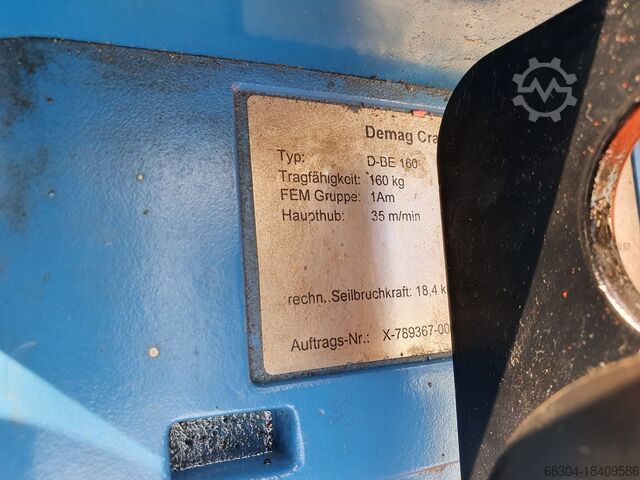 Demag Cra
Typ: D-BE 160
Tragfähigkeit: 160 kg
FEM Gruppe: 1Am
Haupthub: 35 m/min
rechn. Seilbruchkraft: 18,4 k
Auftrags-Nr.: X-789367-00
68304-18409586